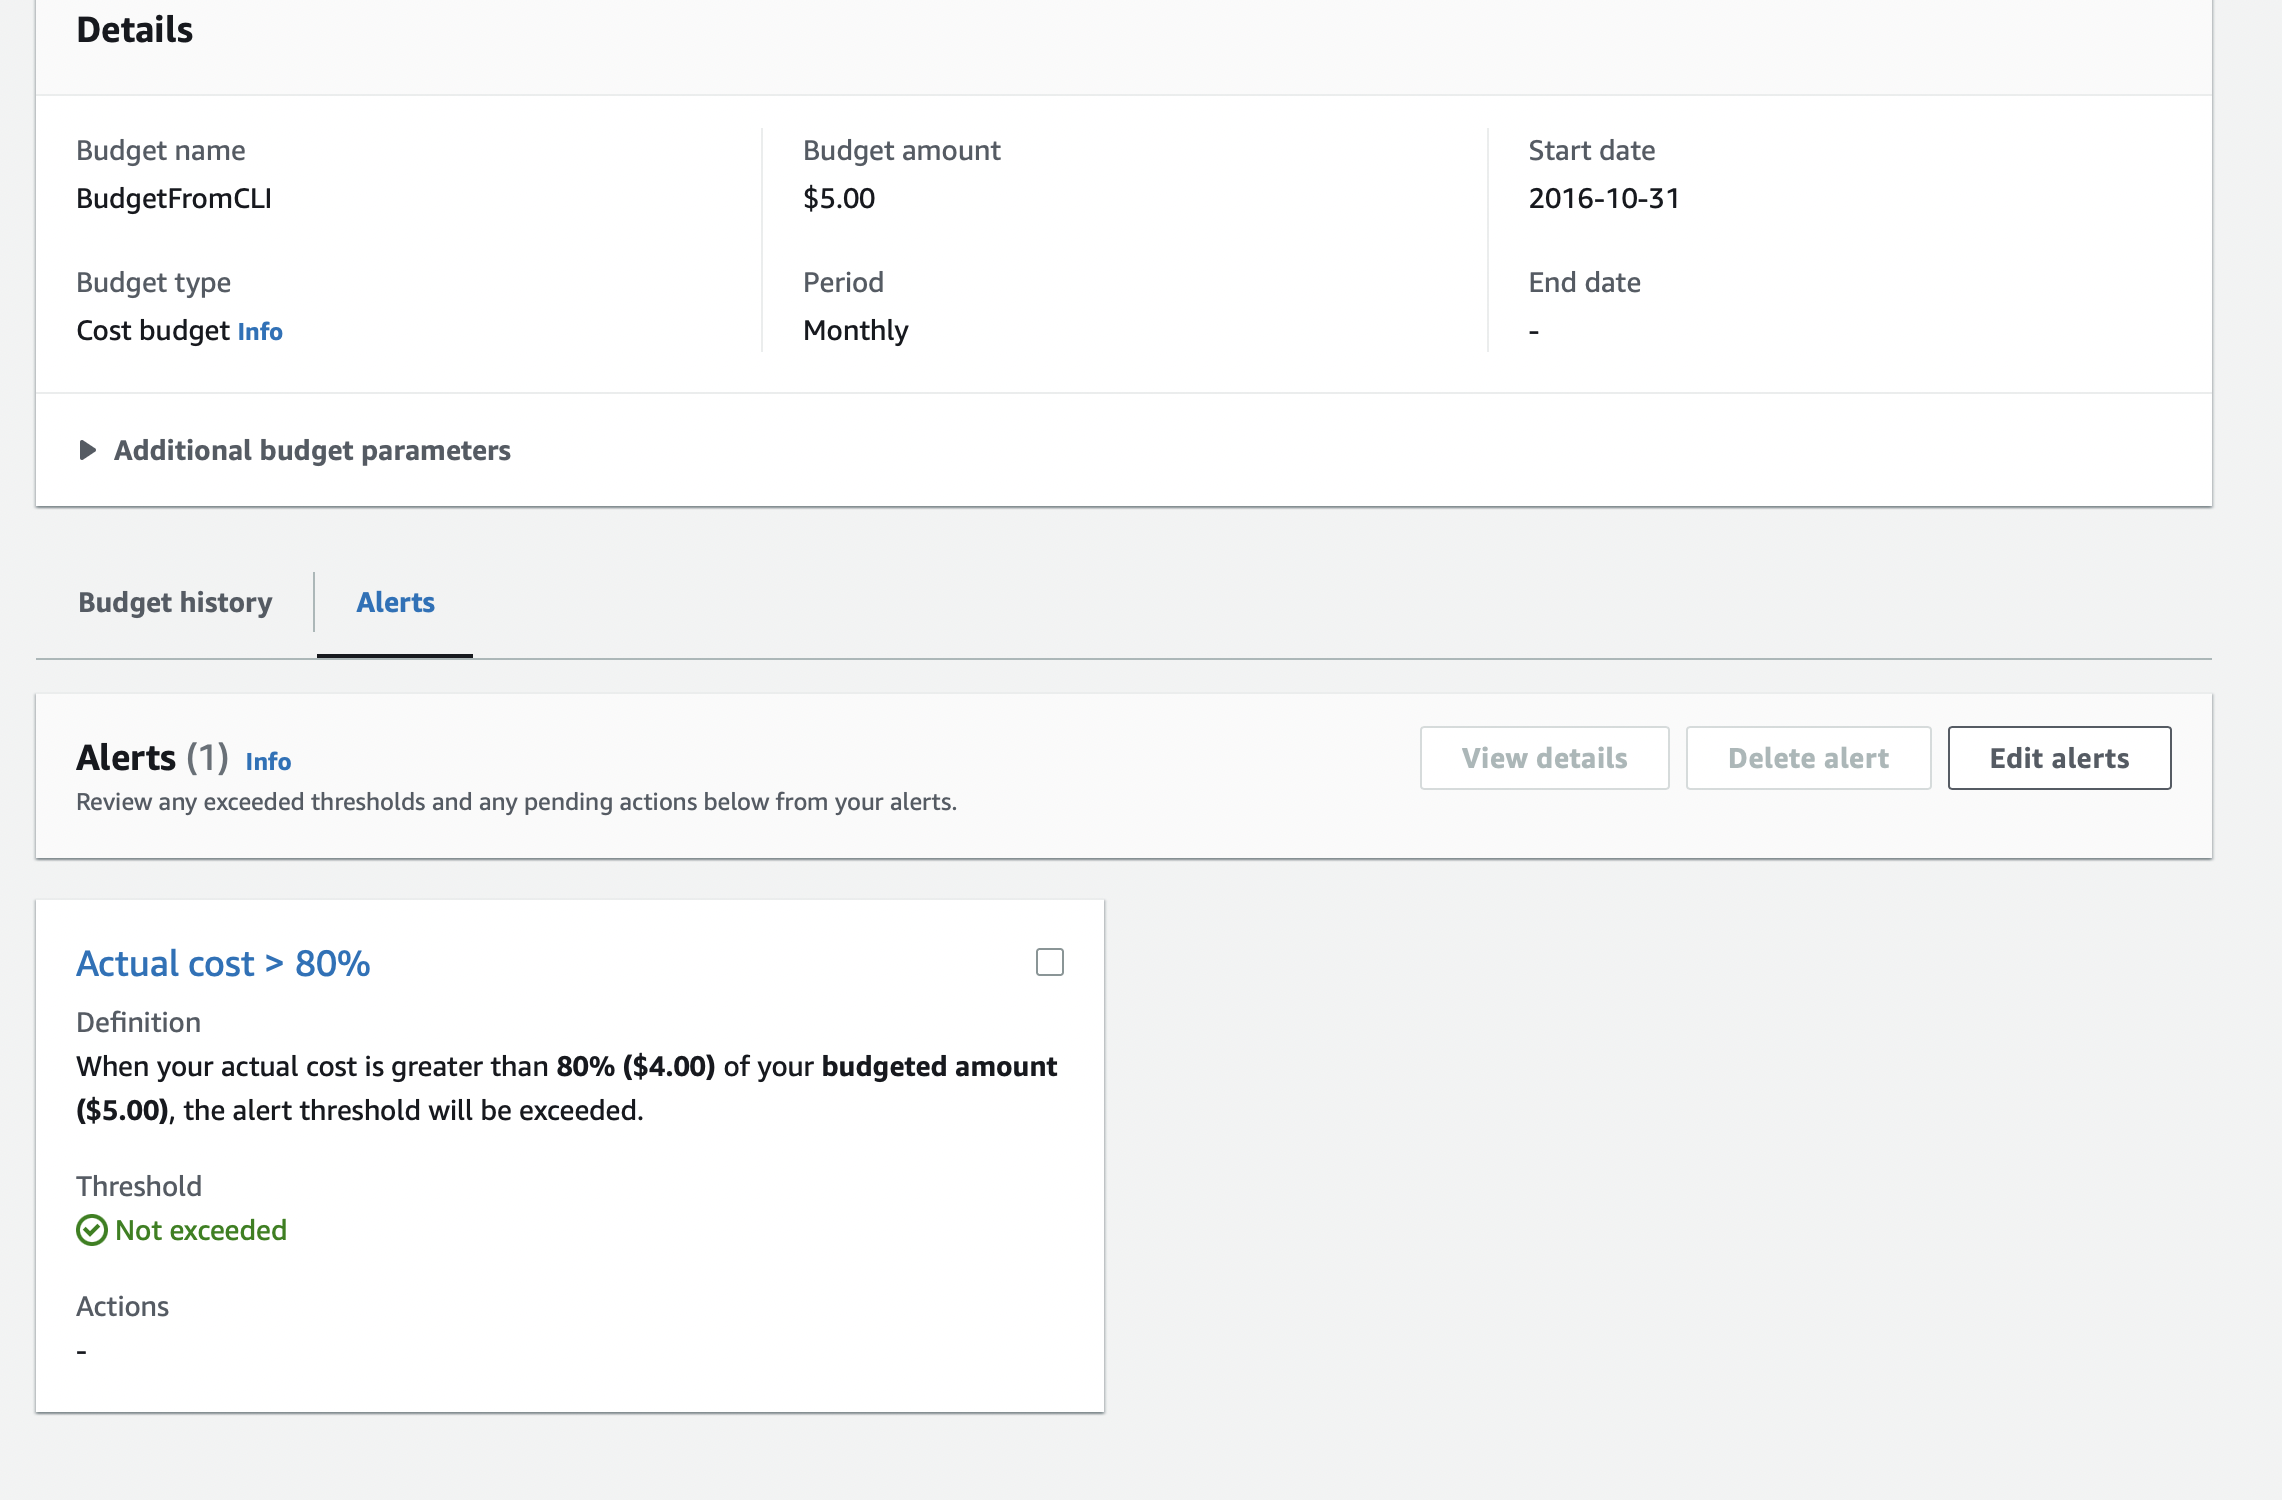 Details
Budget name
BudgetFromCLI
Budget amount
$5.00
Start date
2016-10-31
Budget type
Cost budget Info
Period
Monthly
End date
-
Additional budget parameters
Budget history
Alerts
Alerts (1) Info
Review any exceeded thresholds and any pending actions below from your alerts.
View details
Delete alert
Edit alerts
Actual cost > 80%
Definition
When your actual cost is greater than 80% ($4.00) of your budgeted amount
($5.00), the alert threshold will be exceeded.
Threshold
Not exceeded
Actions
-